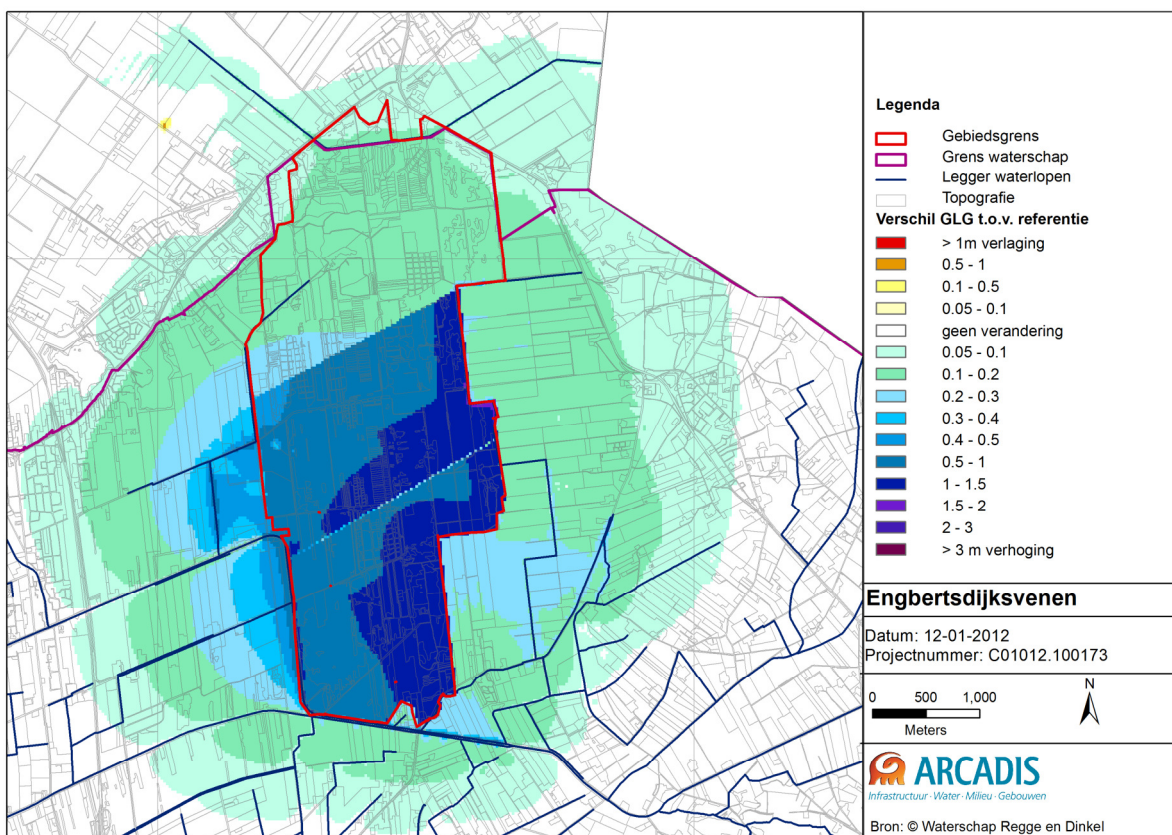 Legenda
Gebiedsgrens
Grens waterschap
Legger waterlopen
Topografie
Verschil GLG t.o.v. referentie
> 1m verlaging
0.5 - 1
0.1 - 0.5
0.05 - 0.1
geen verandering
0.05 - 0.1
0.1 - 0.2
0.2 - 0.3
0.3 - 0.4
0.4 - 0.5
0.5 - 1
1 - 1.5
1.5 - 2
2 - 3
> 3 m verhoging
Engbertsdijksvenen
Datum: 12-01-2012
Projectnummer: C01012.100173
0 500 1,000
Meters
N
ARCADIS
Infrastructuur · Water · Milieu · Gebouwen
Bron: © Waterschap Regge en Dinkel